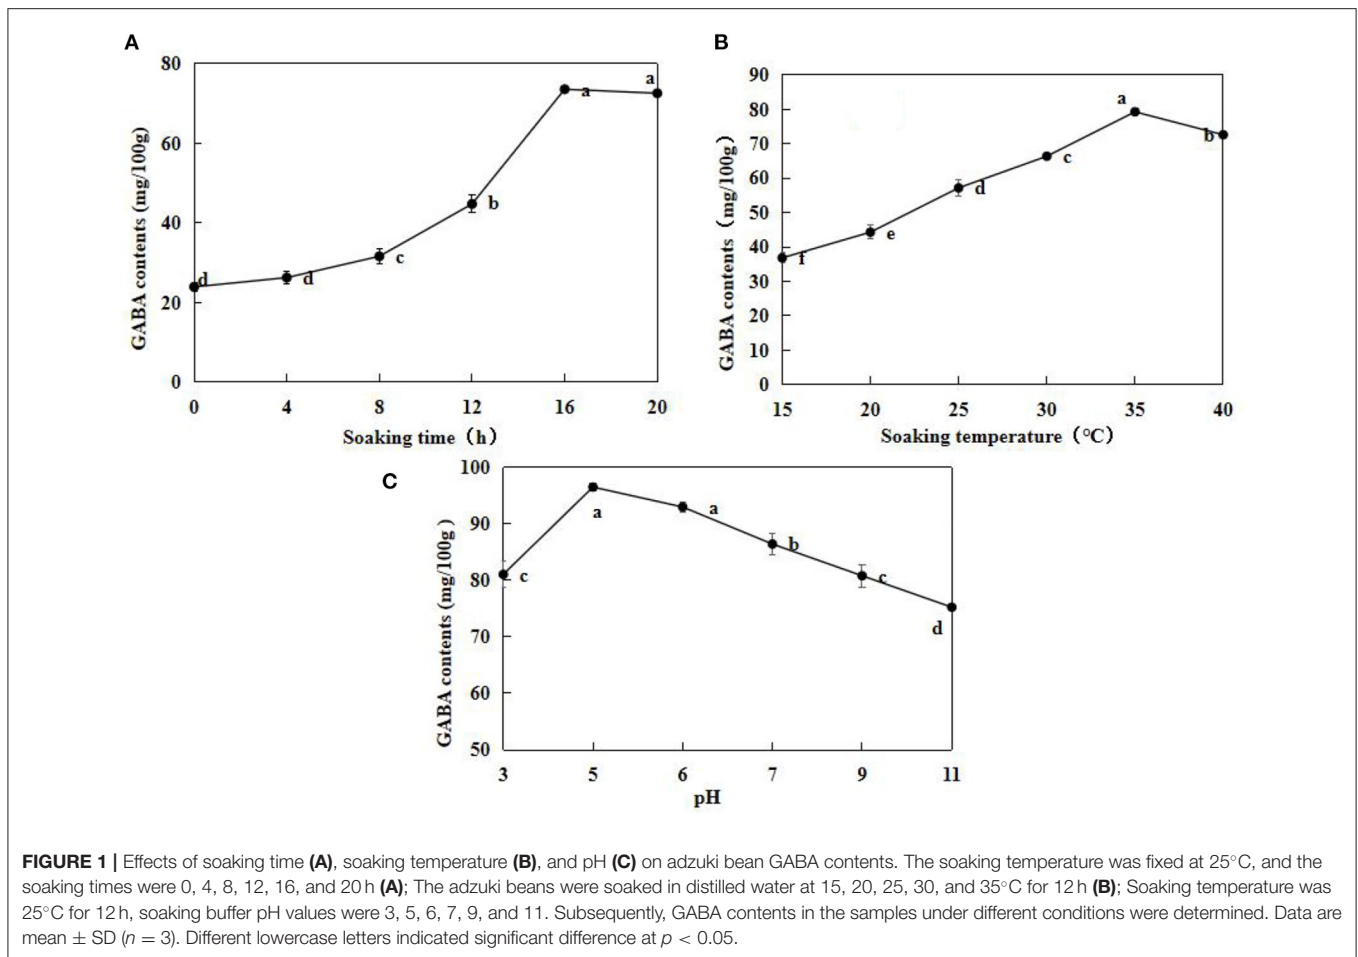 A
80
60
40
20
0
GABA contents (mg/100g)
d
d
c
b
a
a
0 4 8 12 16 20
Soaking time (h)
B
90
80
70
60
50
40
30
20
10
0
GABA contents (mg/100g)
f
e
d
c
a
b
15 20 25 30 35 40
Soaking temperature (°C)
C
100
90
80
70
60
50
GABA contents (mg/100g)
c
a
a
b
c
d
3 5 6 7 9 11
pH
FIGURE 1 | Effects of soaking time (A), soaking temperature (B), and pH (C) on adzuki bean GABA contents. The soaking temperature was fixed at 25°C, and the
soaking times were 0, 4, 8, 12, 16, and 20 h (A); The adzuki beans were soaked in distilled water at 15, 20, 25, 30, and 35°C for 12 h (B); Soaking temperature was
25°C for 12 h, soaking buffer pH values were 3, 5, 6, 7, 9, and 11. Subsequently, GABA contents in the samples under different conditions were determined. Data are
mean ± SD (n = 3). Different lowercase letters indicated significant difference at p < 0.05.